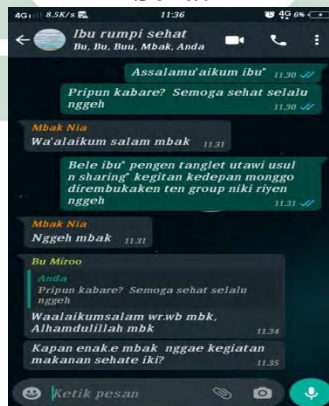 4G 8,5K/s 11:36 4G 6%
Ibu rumpi sehat
Bu, Bu, Buu, Mbak, Anda
Assalamu'aikum ibu" 11.30
Pripun kabare? Semoga sehat selalu
nggeh 11.30
Mbak Nia
Wa'alaikum salam mbak 11.31
Bele ibu" pengen tanglet utawi usul
n sharing" kegitan kedepan monggo
dirembukaken ten group niki riyen
nggeh 11.31
Mbak Nia
Nggeh mbak 11.31
Bu Miroo
Anda
Pripun kabare? Semoga sehat selalu
nggeh
Waalaikumsalam wr.wb mbk,
Alhamdulillah mbk 11.34
Kapan enak.e mbak nggae kegiatan
makanan sehate iki? 11.35
Ketik pesan